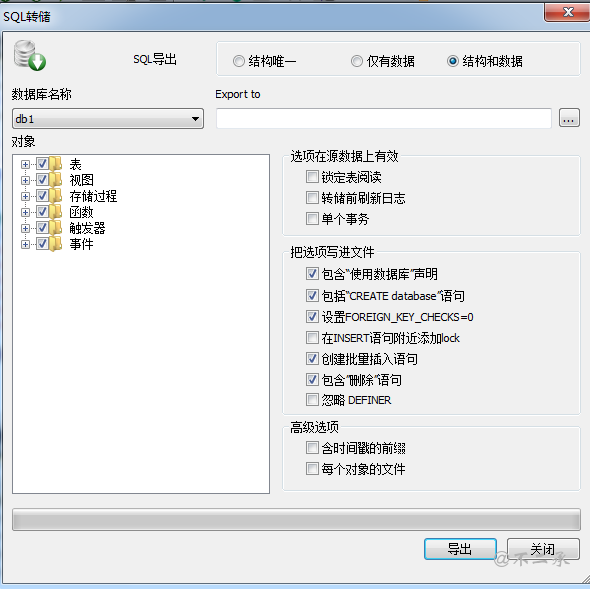 SQL转储
SQL导出
结构唯一
仅有数据
结构和数据
数据库名称
Export to
db1
...
对象
表
视图
存储过程
函数
触发器
事件
选项在源数据上有效
锁定表阅读
转储前刷新日志
单个事务
把选项写进文件
包含“使用数据库”声明
包括“CREATE database”语句
设置FOREIGN_KEY_CHECKS=0
在INSERT语句附近添加lock
创建批量插入语句
包含“删除”语句
忽略 DEFINER
高级选项
含时间戳的前缀
每个对象的文件
导出
关闭
@不二承